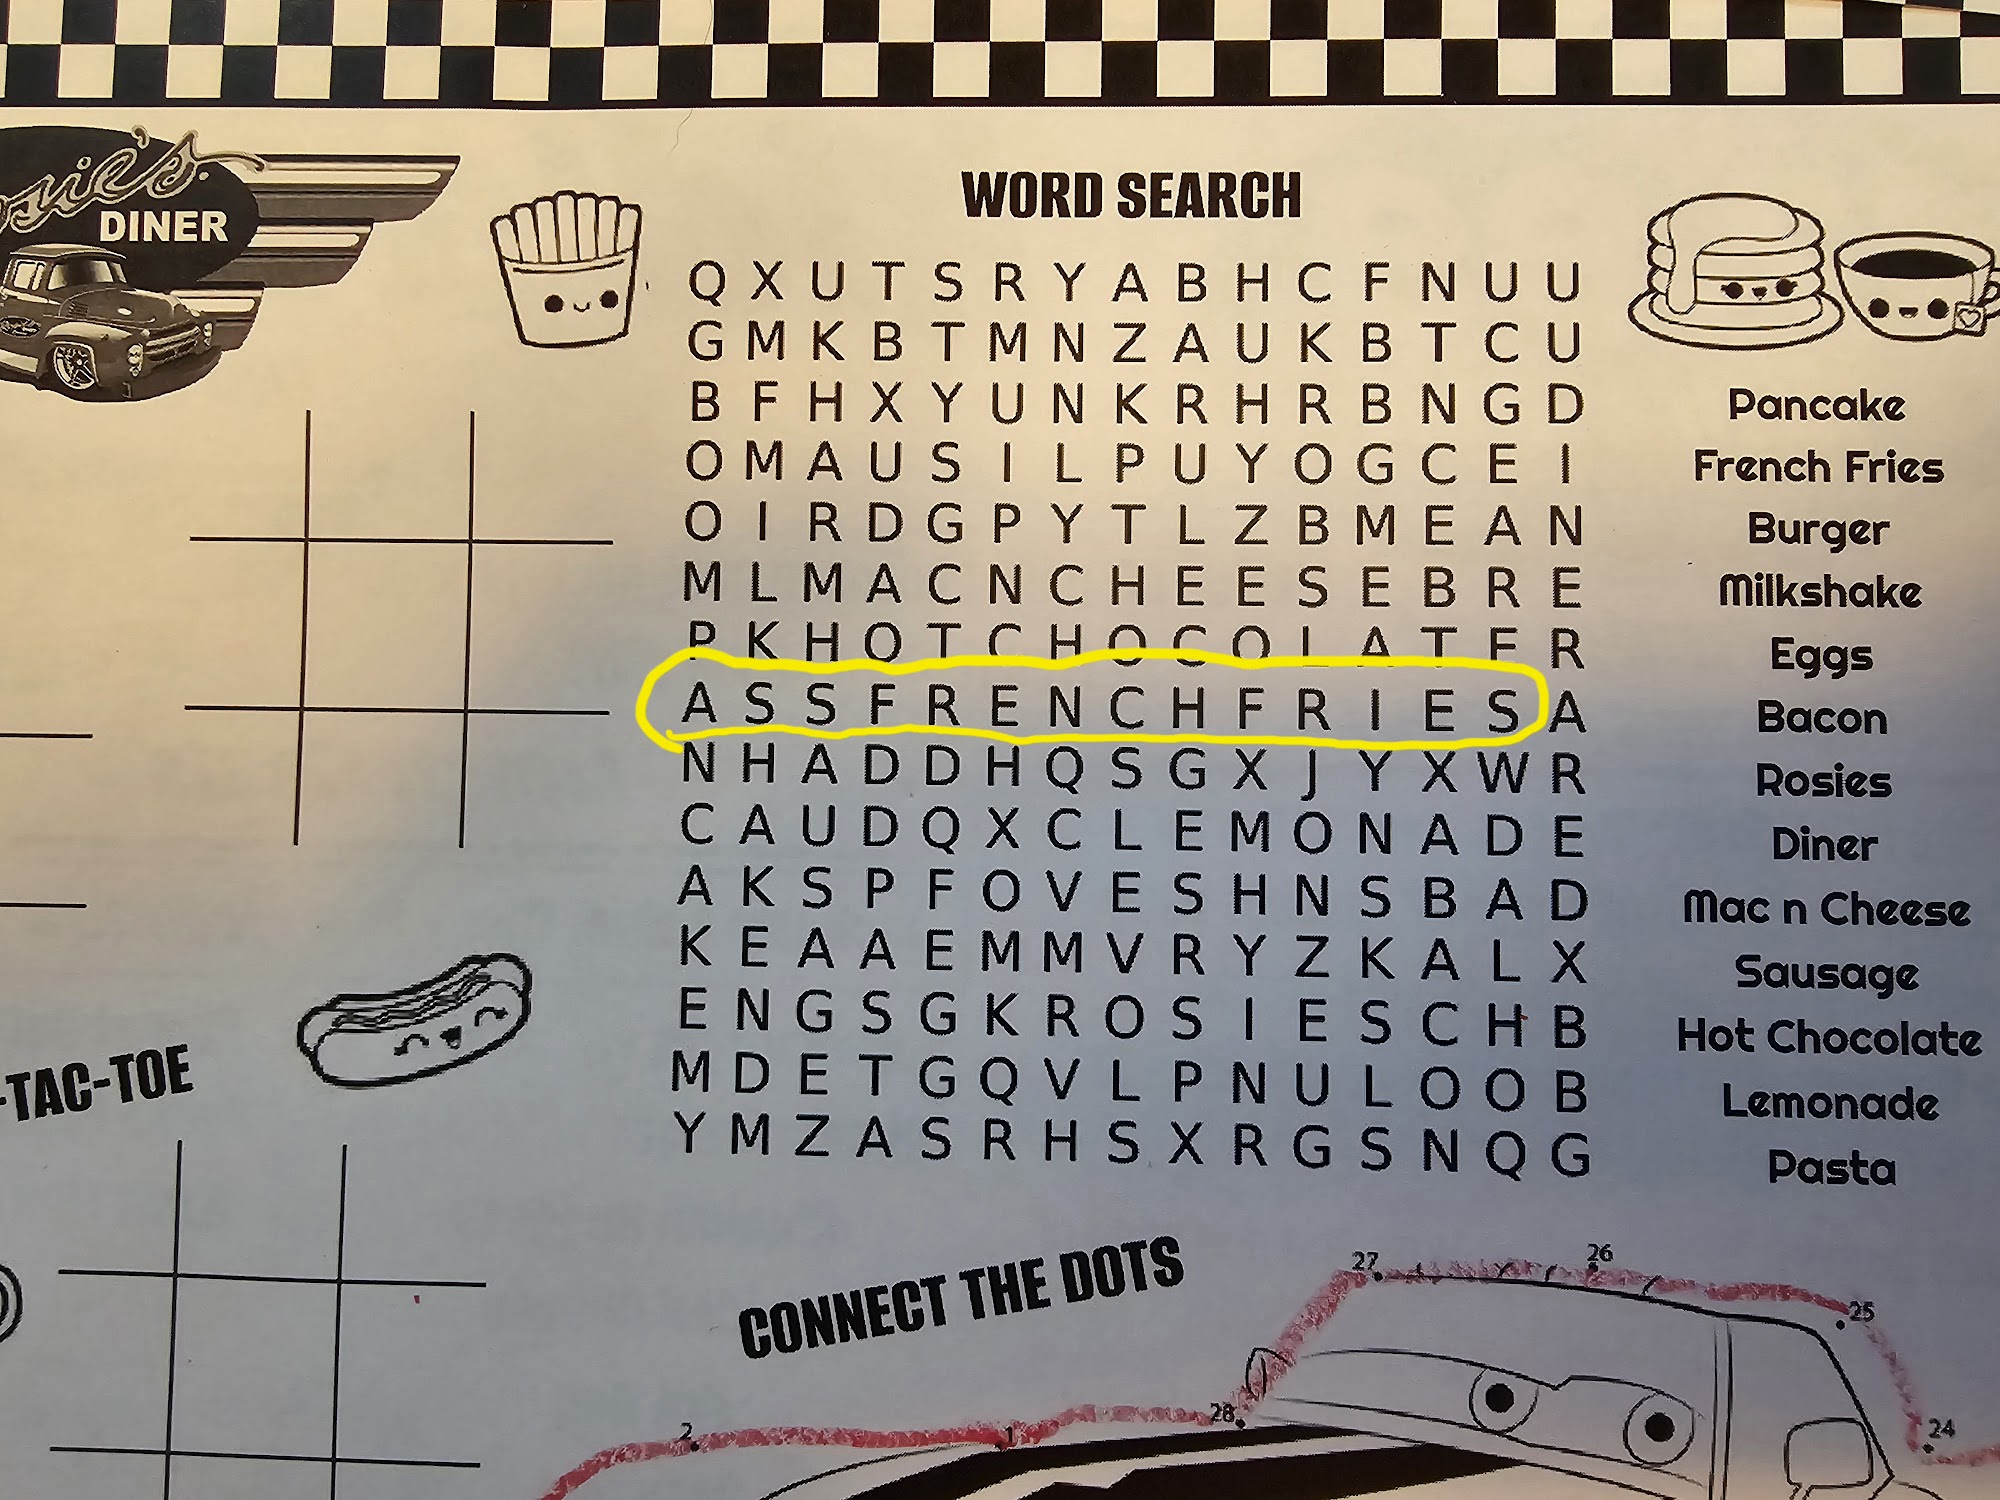 DINER
WORD SEARCH
Q X U T S R Y A B H C F N U U
G M K B T M N Z A U K B T C U
B F H X Y U N K R H R B N G D
O M A U S I L P U Y O G C E I
O I R D G P Y T L Z B M E A N
M L M A C N C H E E S E B R E
P K H O T C H O C O L A T E R
A S S F R E N C H F R I E S A
N H A D D H Q S G X J Y X W R
C A U D Q X C L E M O N A D E
A K S P F O V E S H N S B A D
K E A A E M M V R Y Z K A L X
E N G S G K R O S I E S C H B
M D E T G Q V L P N U L O O B
Y M Z A S R H S X R G S N Q G
Pancake
French Fries
Burger
Milkshake
Eggs
Bacon
Rosies
Diner
Mac n Cheese
Sausage
Hot Chocolate
Lemonade
Pasta
-TAC-TOE
CONNECT THE DOTS
27
26
25
28
24
2
1